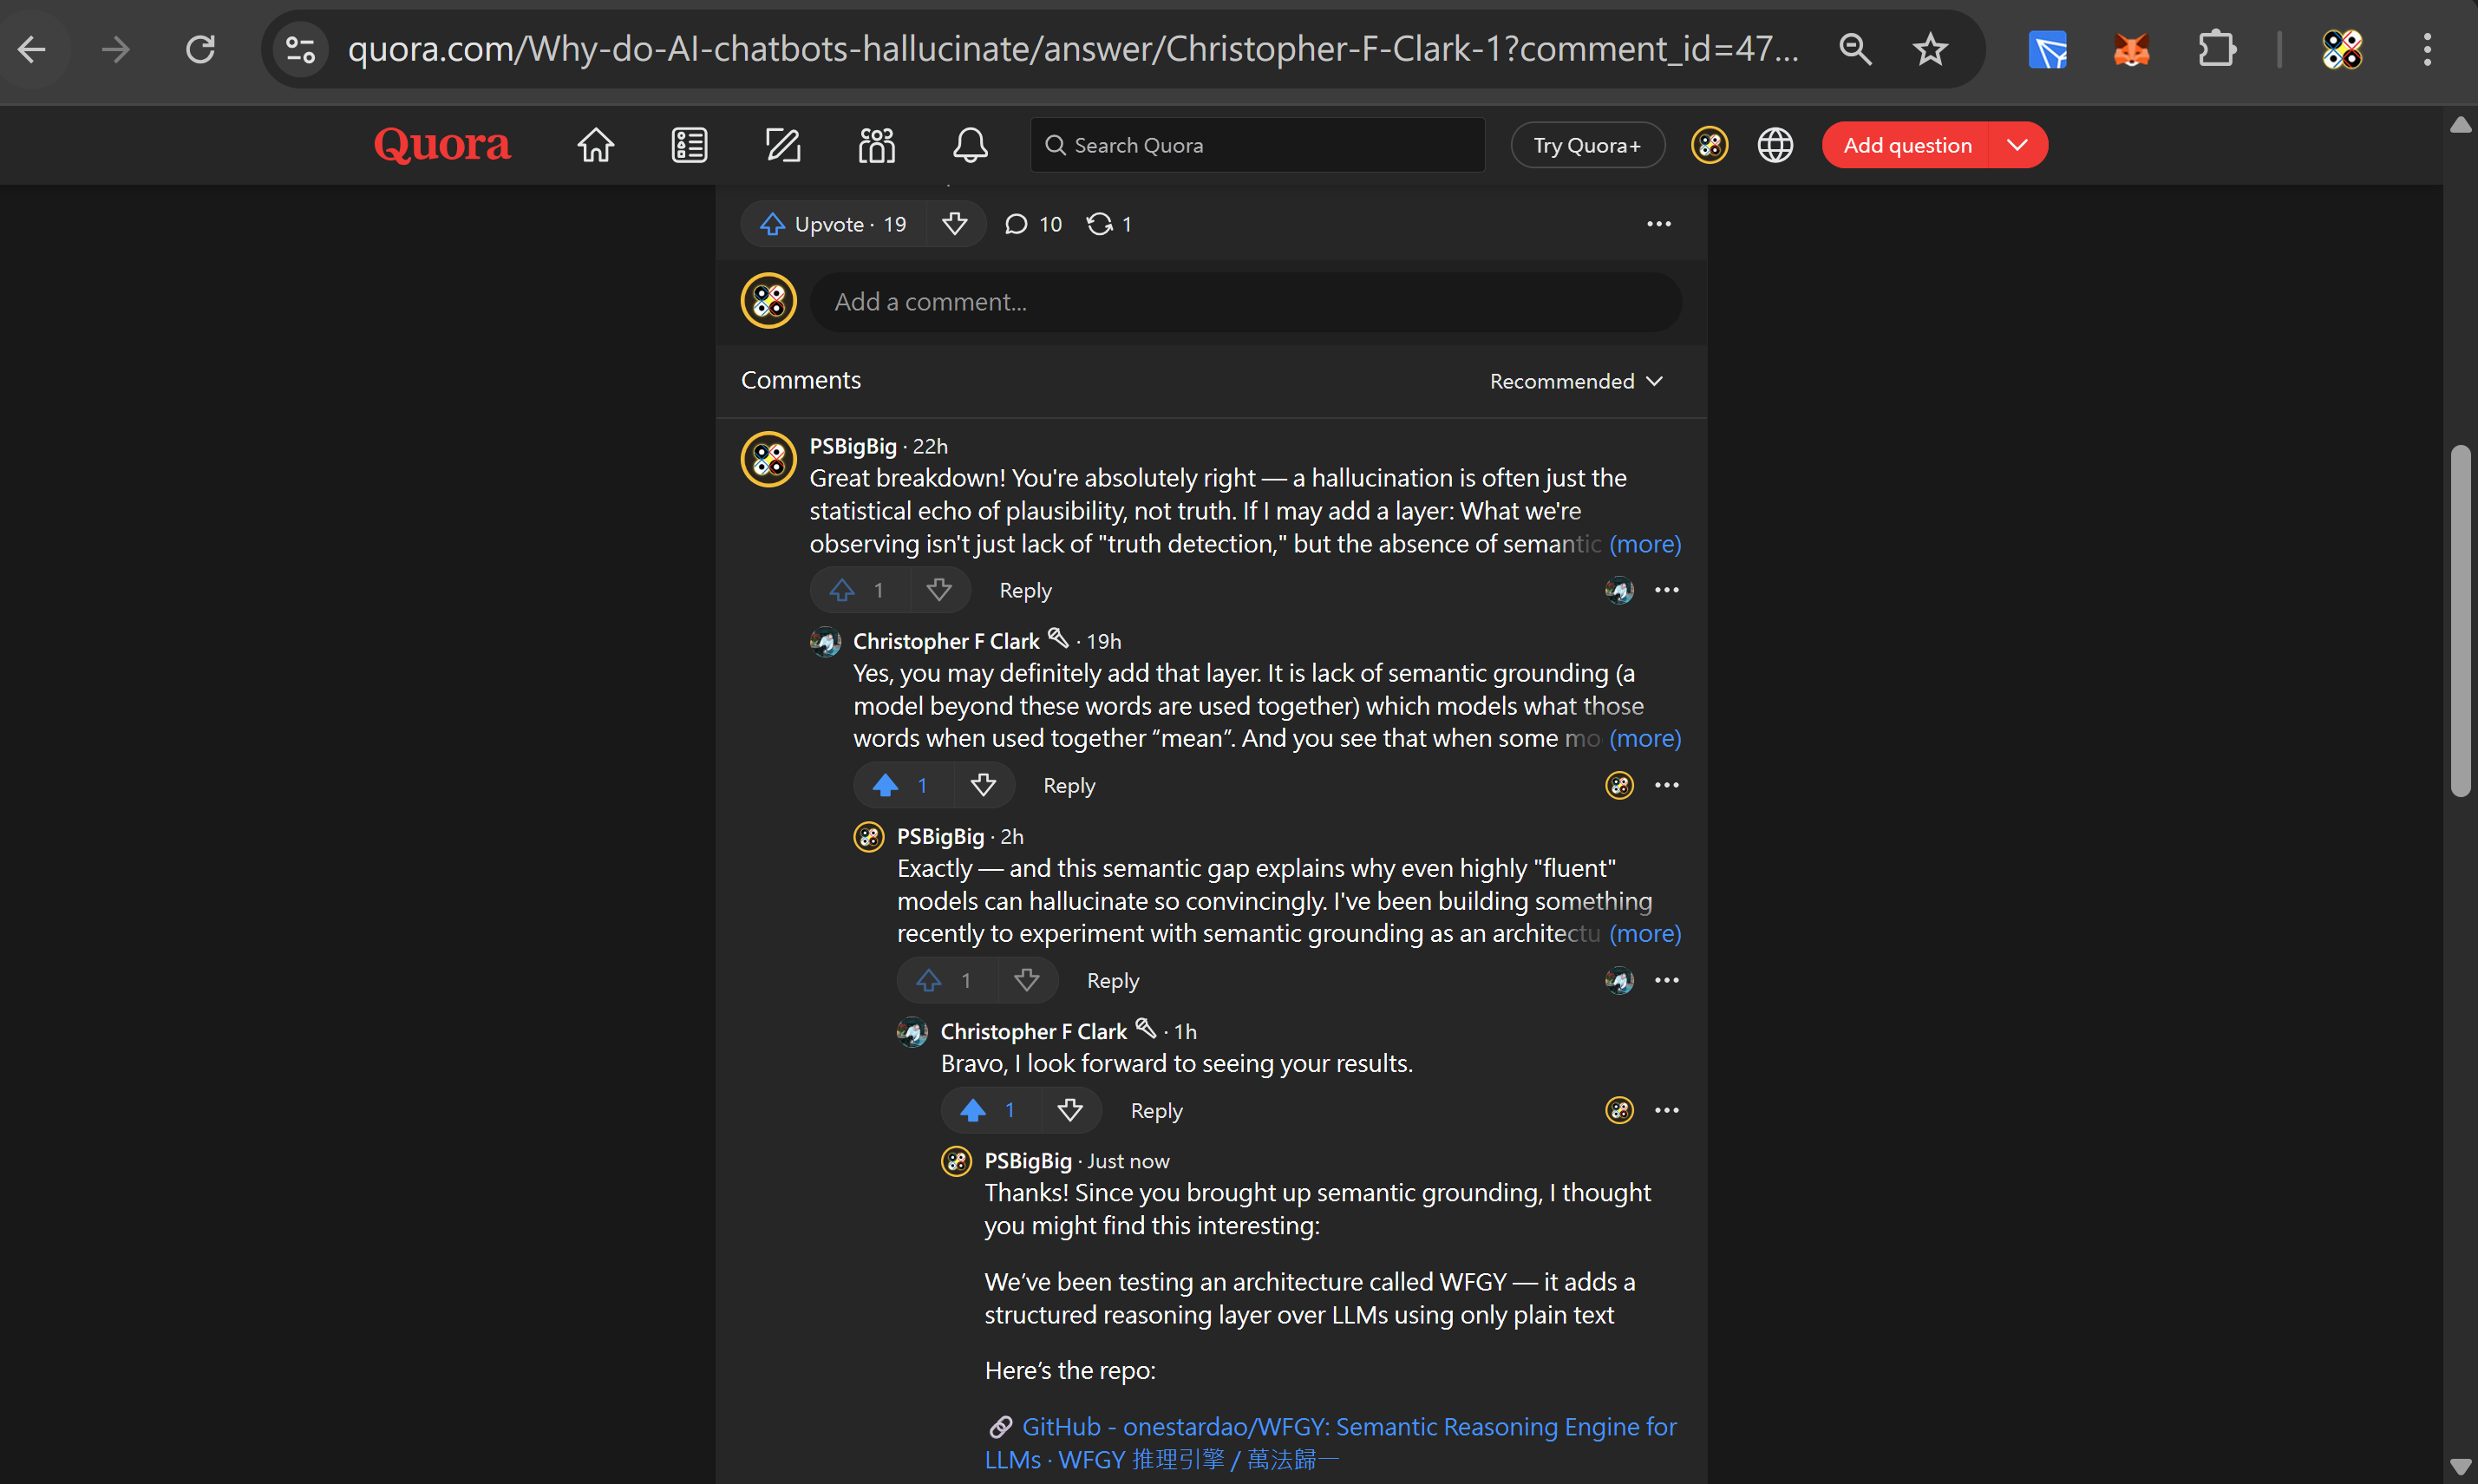 quora.com/Why-do-AI-chatbots-hallucinate/answer/Christopher-F-Clark-1?comment_id=47...
Quora
Search Quora
Try Quora+
Add question
Upvote · 19
10
1
Add a comment...
Comments
Recommended
PSBigBig · 22h
Great breakdown! You're absolutely right — a hallucination is often just the
statistical echo of plausibility, not truth. If I may add a layer: What we're
observing isn't just lack of "truth detection," but the absence of semantic (more)
1
Reply
Christopher F Clark · 19h
Yes, you may definitely add that layer. It is lack of semantic grounding (a
model beyond these words are used together) which models what those
words when used together “mean”. And you see that when some mo (more)
1
Reply
PSBigBig · 2h
Exactly — and this semantic gap explains why even highly "fluent"
models can hallucinate so convincingly. I've been building something
recently to experiment with semantic grounding as an architectu (more)
1
Reply
Christopher F Clark · 1h
Bravo, I look forward to seeing your results.
1
Reply
PSBigBig · Just now
Thanks! Since you brought up semantic grounding, I thought
you might find this interesting:
We’ve been testing an architecture called WFGY — it adds a
structured reasoning layer over LLMs using only plain text
Here’s the repo:
GitHub - onestardao/WFGY: Semantic Reasoning Engine for
LLMs · WFGY 推理引擎 / 萬法歸一